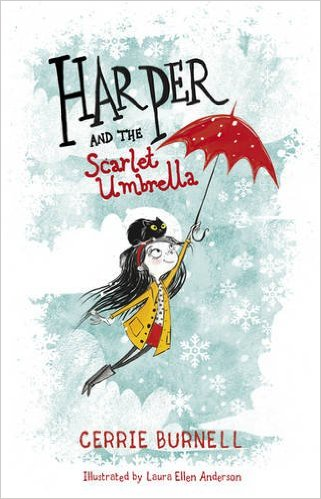 HARPER
AND THE
Scarlet
Umbrella
CERRIE BURNELL
Illustrated by Laura Ellen Anderson